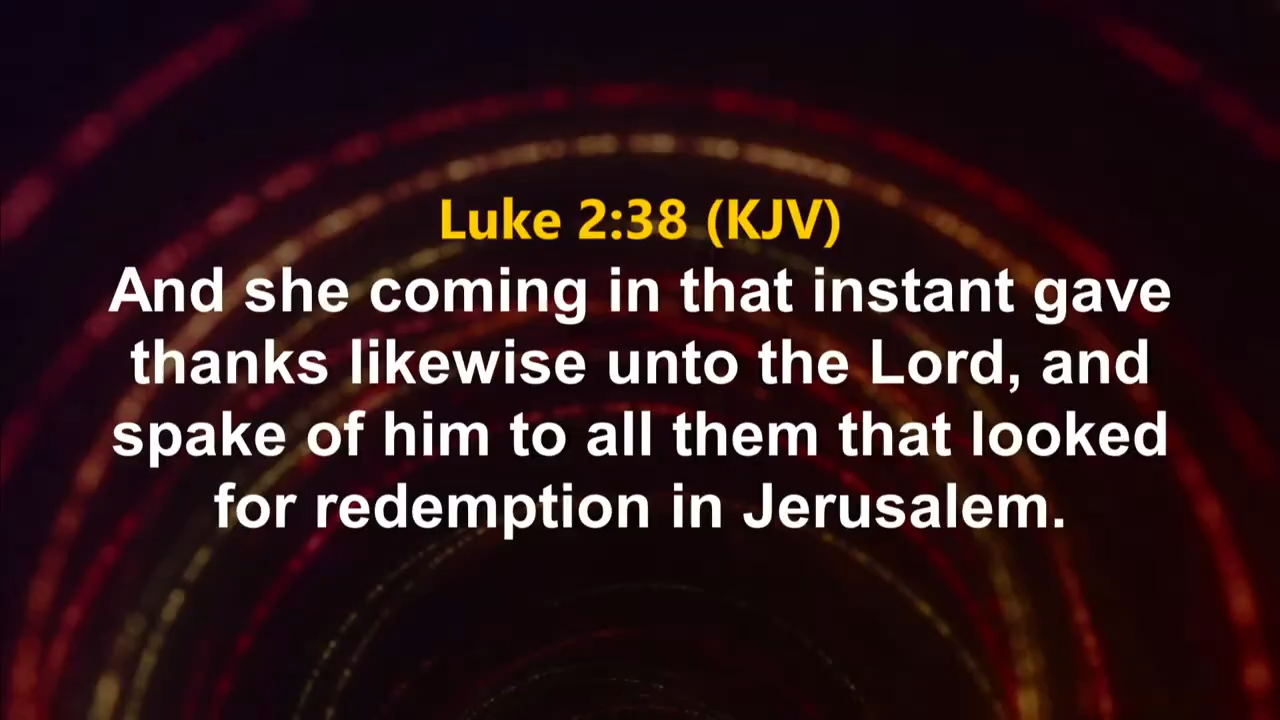 Luke 2:38 (KJV)
And she coming in that instant gave
thanks likewise unto the Lord, and
spake of him to all them that looked
for redemption in Jerusalem.